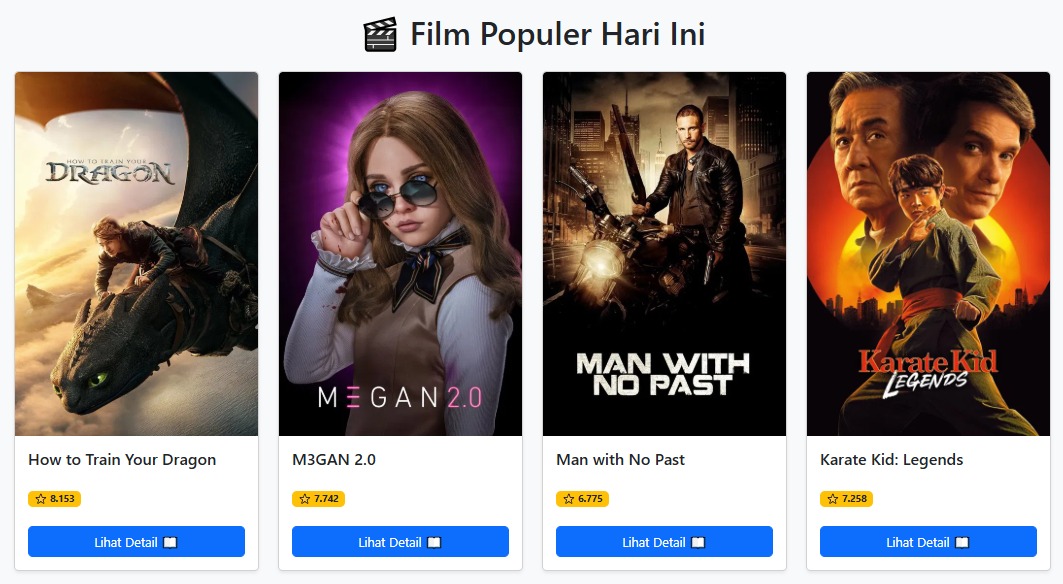 Film Populer Hari Ini
HOW TO TRAIN YOUR
DRAGON
MEGAN 2.0
MAN WITH
NO PAST
Karate Kid
LEGENDS
How to Train Your Dragon
M3GAN 2.0
Man with No Past
Karate Kid: Legends
8.153
7.742
6.775
7.258
Lihat Detail
Lihat Detail
Lihat Detail
Lihat Detail